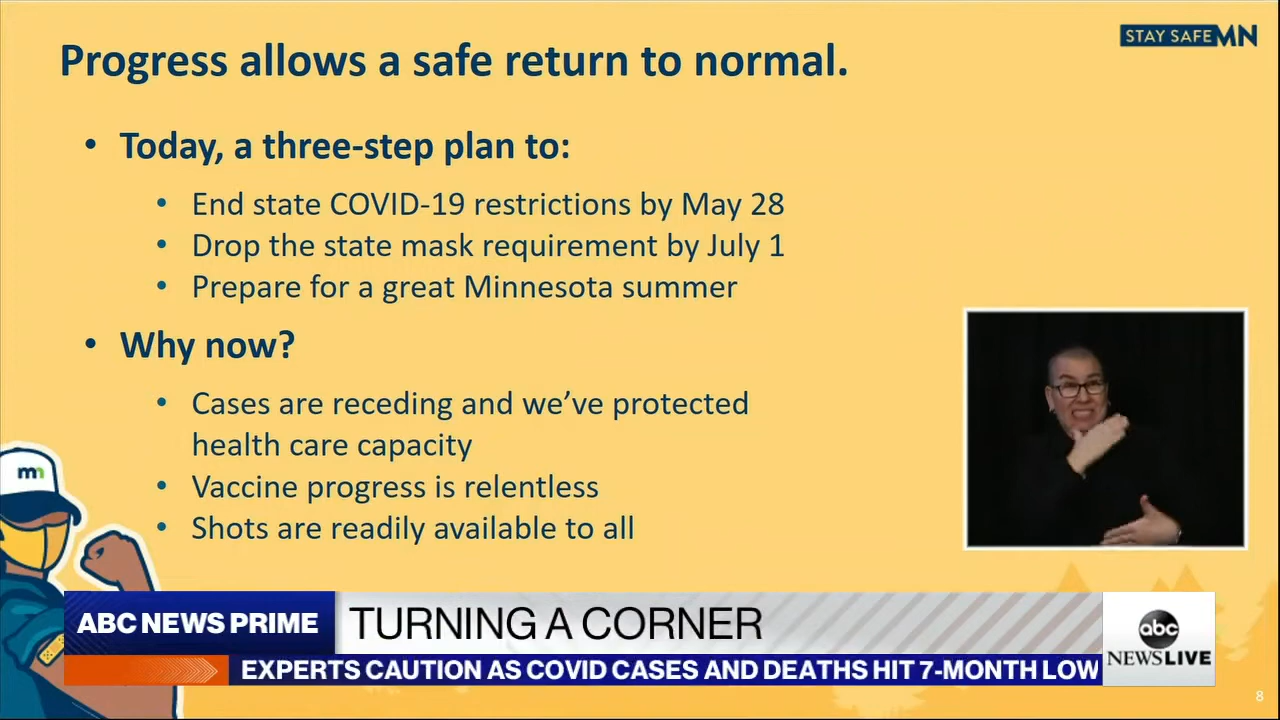 STAY SAFE MN
Progress allows a safe return to normal.
• Today, a three-step plan to:
• End state COVID-19 restrictions by May 28
• Drop the state mask requirement by July 1
• Prepare for a great Minnesota summer
• Why now?
• Cases are receding and we’ve protected
health care capacity
• Vaccine progress is relentless
• Shots are readily available to all
mn
ABC NEWS PRIME
TURNING A CORNER
EXPERTS CAUTION AS COVID CASES AND DEATHS HIT 7-MONTH LOW
abc
NEWS LIVE
8